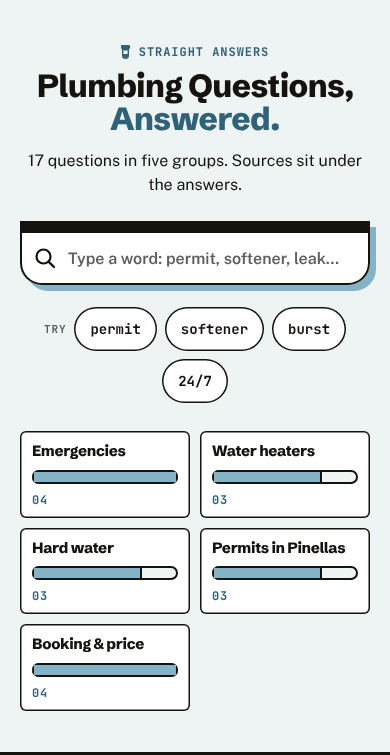 STRAIGHT ANSWERS
Plumbing Questions,
Answered.
17 questions in five groups. Sources sit under
the answers.
Type a word: permit, softener, leak...
TRY
permit
softener
burst
24/7
Emergencies
04
Water heaters
03
Hard water
03
Permits in Pinellas
03
Booking & price
04